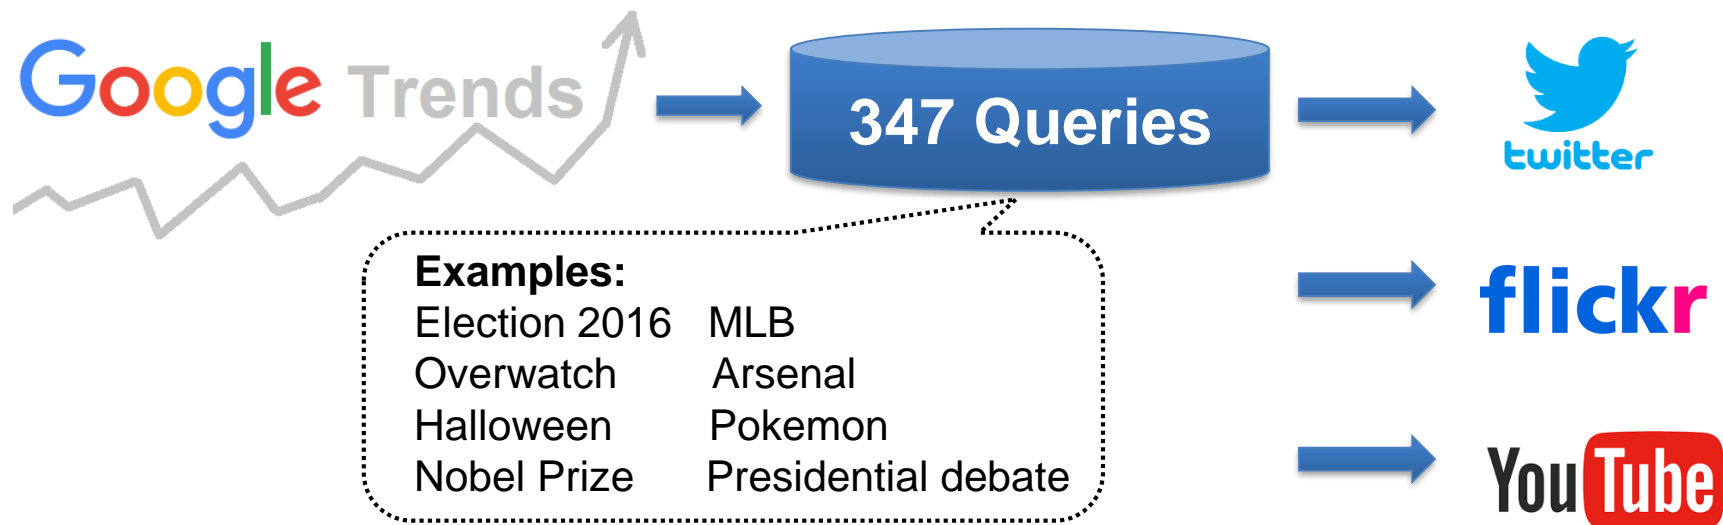 Google Trends
347 Queries
twitter
Examples:
Election 2016 MLB
Overwatch Arsenal
Halloween Pokemon
Nobel Prize Presidential debate
flickr
YouTube